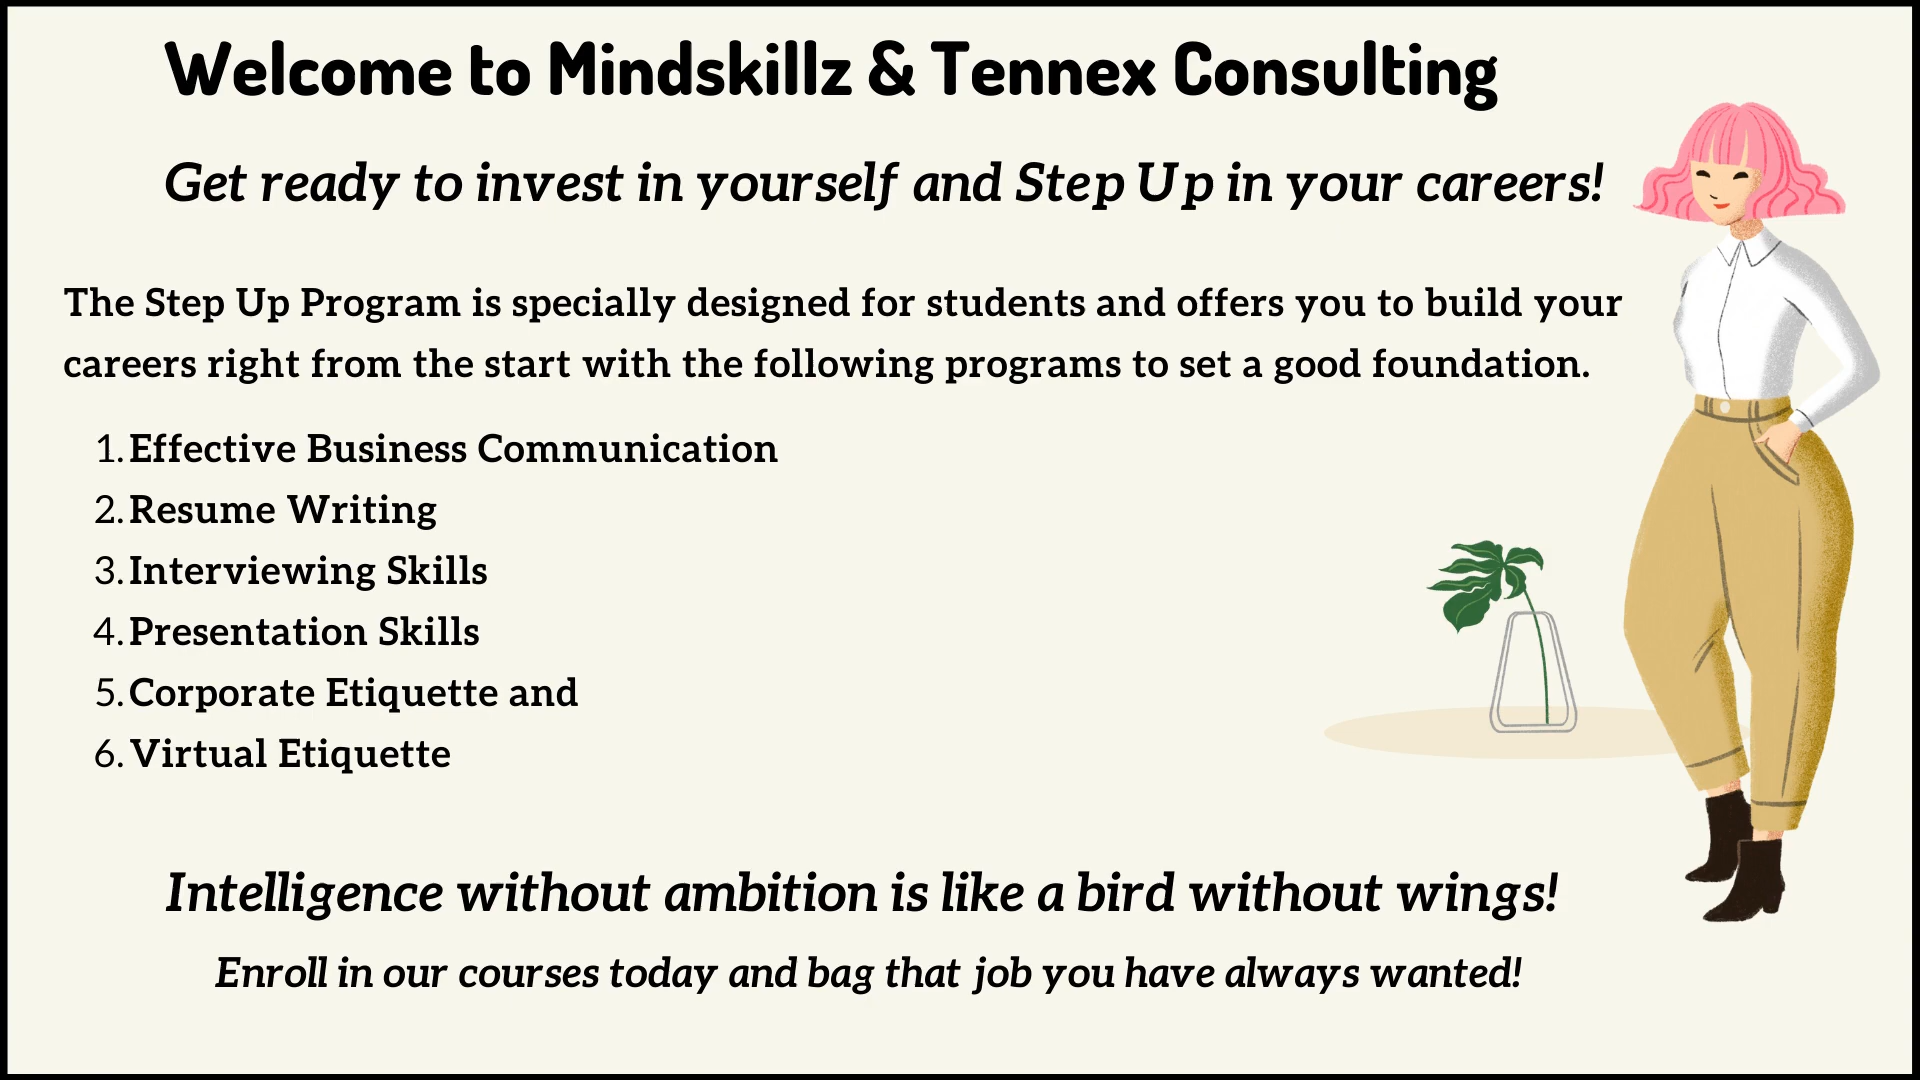 Welcome to Mindskillz & Tennex Consulting
Get ready to invest in yourself and Step Up in your careers!
The Step Up Program is specially designed for students and offers you to build your
careers right from the start with the following programs to set a good foundation.
1. Effective Business Communication
2. Resume Writing
3. Interviewing Skills
4. Presentation Skills
5. Corporate Etiquette and
6. Virtual Etiquette
Intelligence without ambition is like a bird without wings!
Enroll in our courses today and bag that job you have always wanted!